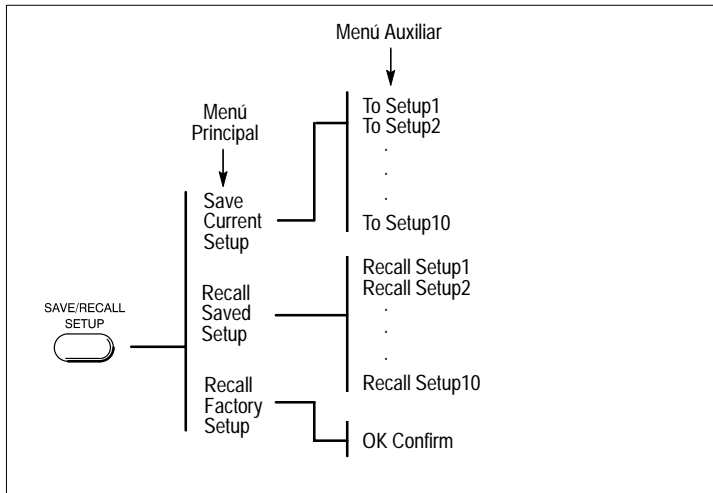 Menú Auxiliar
Menú
Principal
To Setup1
To Setup2
.
.
.
To Setup10
Save
Current
Setup
Recall Setup1
Recall Setup2
.
.
.
Recall Setup10
Recall
Saved
Setup
SAVE/RECALL
SETUP
Recall
Factory
Setup
OK Confirm